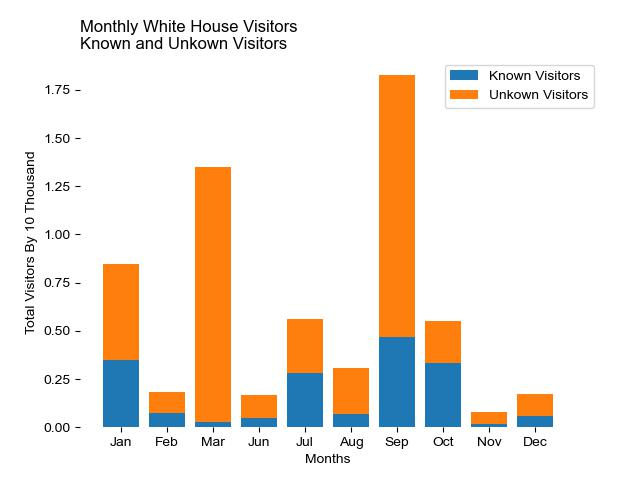 Monthly White House Visitors
Known and Unkown Visitors
Known Visitors
Unkown Visitors
Total Visitors By 10 Thousand
1.75
1.50
1.25
1.00
0.75
0.50
0.25
0.00
Jan Feb Mar Jun Jul Aug Sep Oct Nov Dec
Months